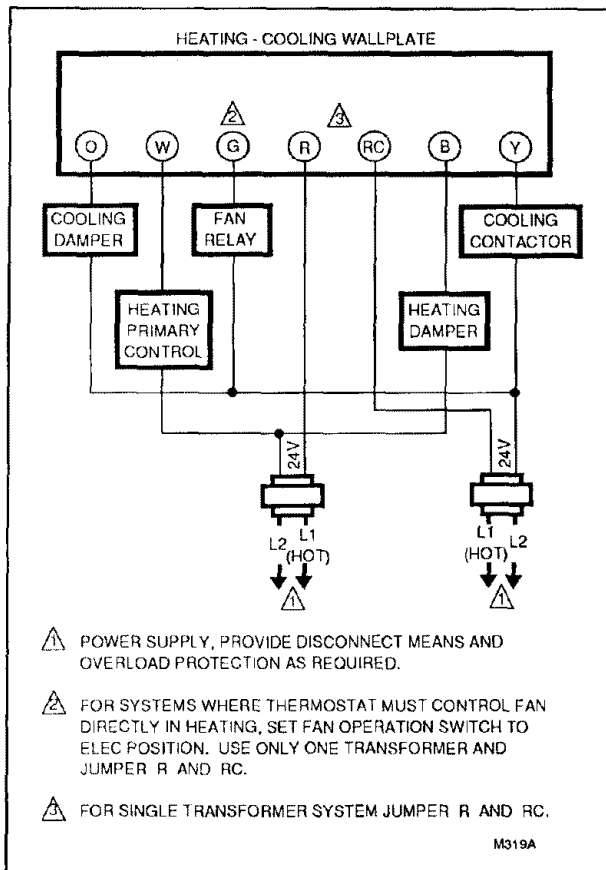 HEATING - COOLING WALLPLATE
2
3
O W G R RC B Y
COOLING
DAMPER
FAN
RELAY
COOLING
CONTACTOR
HEATING
PRIMARY
CONTROL
HEATING
DAMPER
24V
24V
L2 L1
(HOT)
L1 L2
(HOT)
1
1
1 POWER SUPPLY, PROVIDE DISCONNECT MEANS AND
OVERLOAD PROTECTION AS REQUIRED.
2 FOR SYSTEMS WHERE THERMOSTAT MUST CONTROL FAN
DIRECTLY IN HEATING, SET FAN OPERATION SWITCH TO
ELEC POSITION. USE ONLY ONE TRANSFORMER AND
JUMPER R AND RC.
3 FOR SINGLE TRANSFORMER SYSTEM JUMPER R AND RC.
M319A